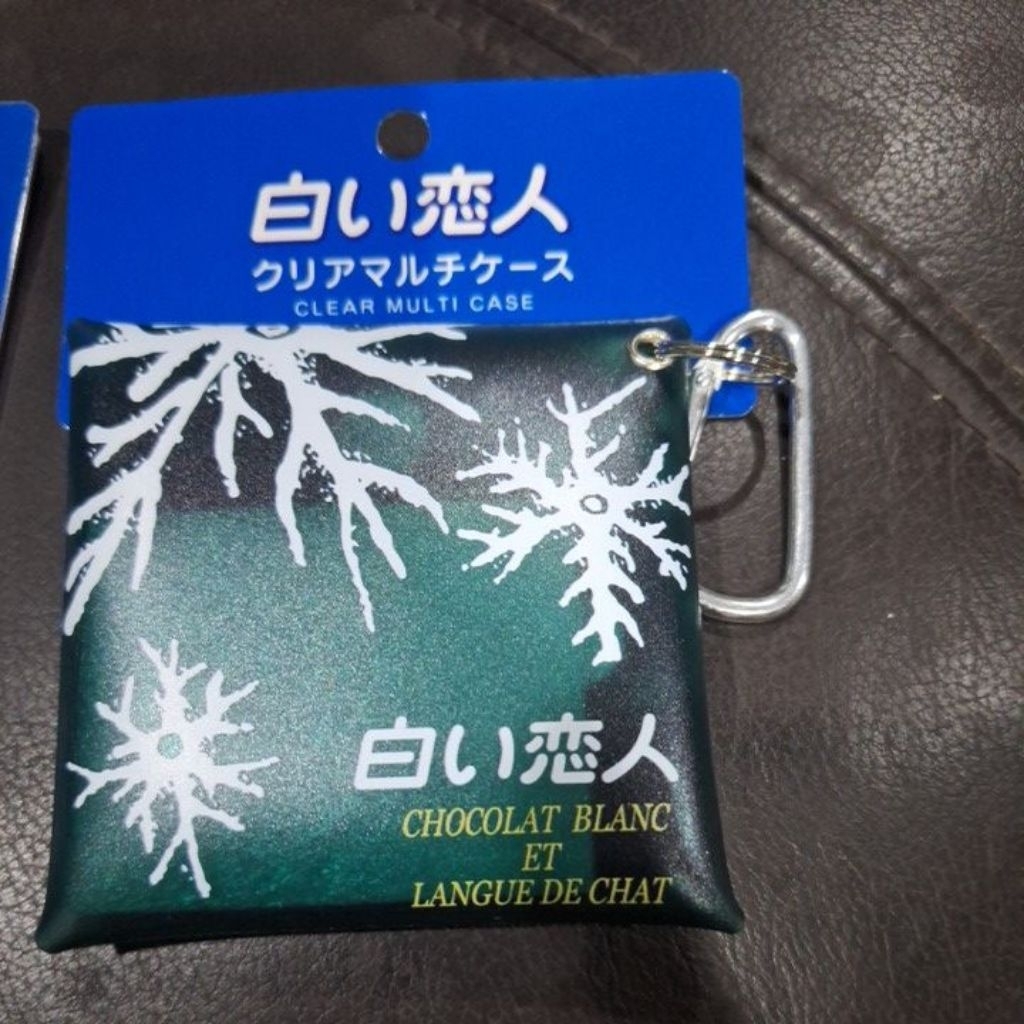 白い恋人
クリアマルチケース
CLEAR MULTI CASE
白い恋人
CHOCOLAT BLANC
ET
LANGUE DE CHAT